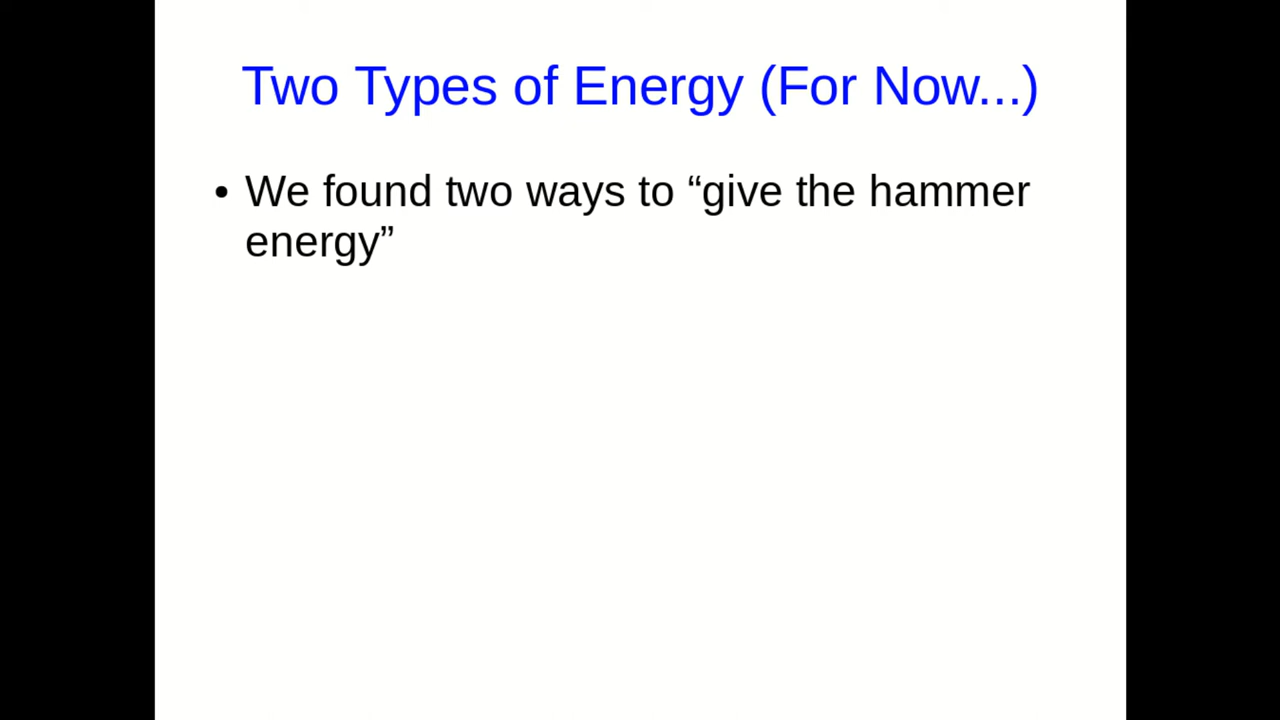 Two Types of Energy (For Now...)
• We found two ways to “give the hammer
energy”